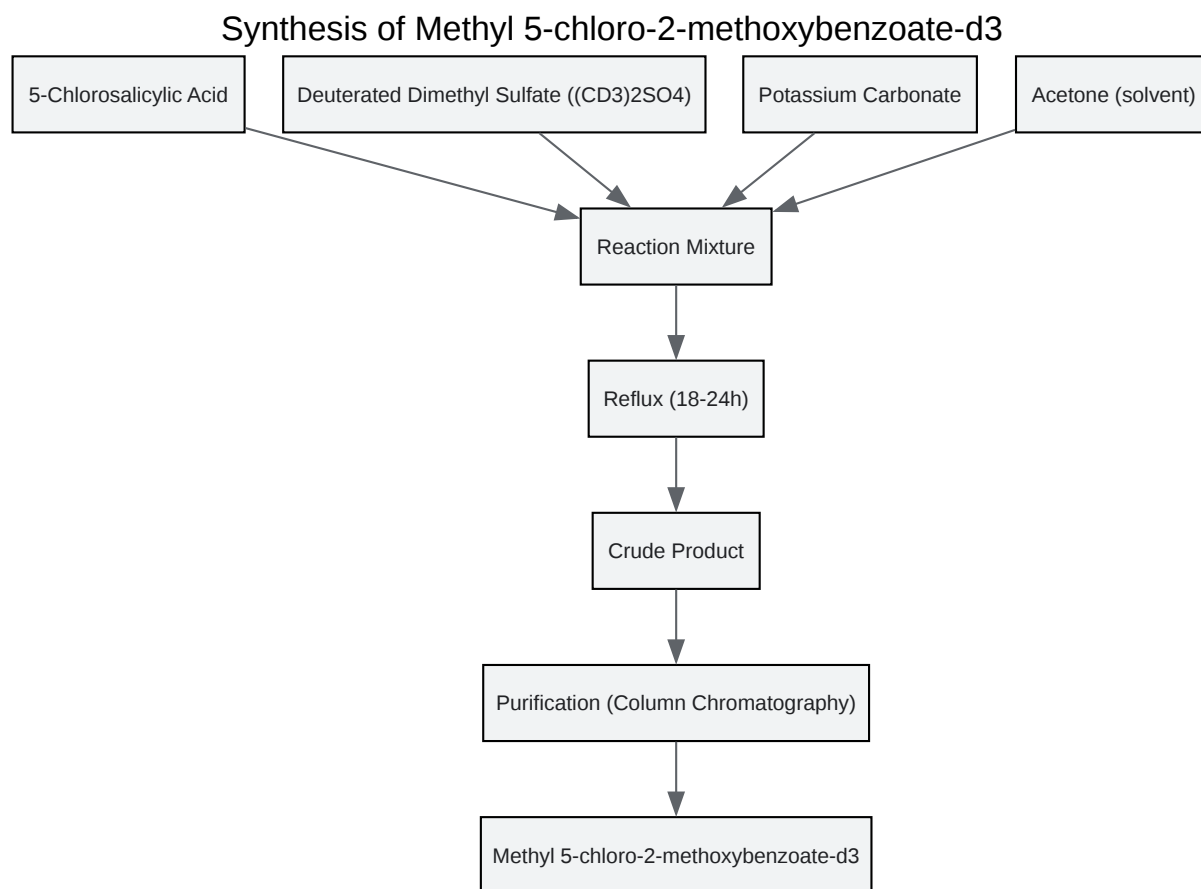 Synthesis of Methyl 5-chloro-2-methoxybenzoate-d3
5-Chlorosalicylic Acid
Deuterated Dimethyl Sulfate ((CD3)2SO4)
Potassium Carbonate
Acetone (solvent)
Reaction Mixture
Reflux (18-24h)
Crude Product
Purification (Column Chromatography)
Methyl 5-chloro-2-methoxybenzoate-d3